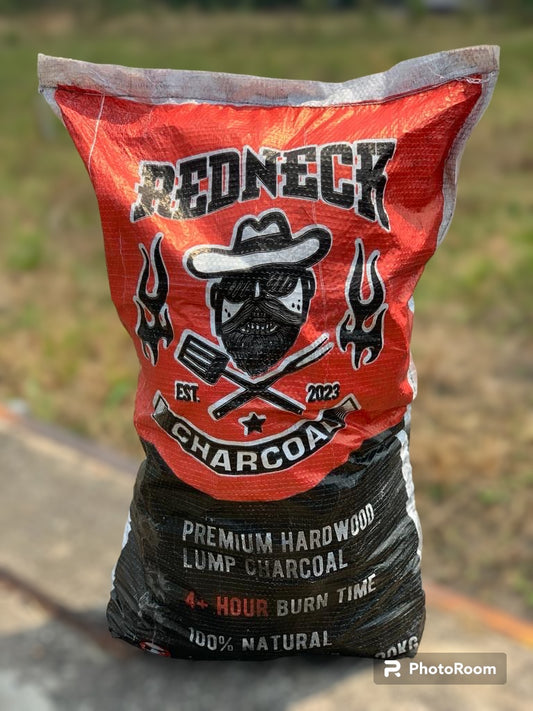 REDNECK
EST. 2023
CHARCOAL
PREMIUM HARDWOOD
LUMP CHARCOAL
4+ HOUR BURN TIME
100% NATURAL
PhotoRoom